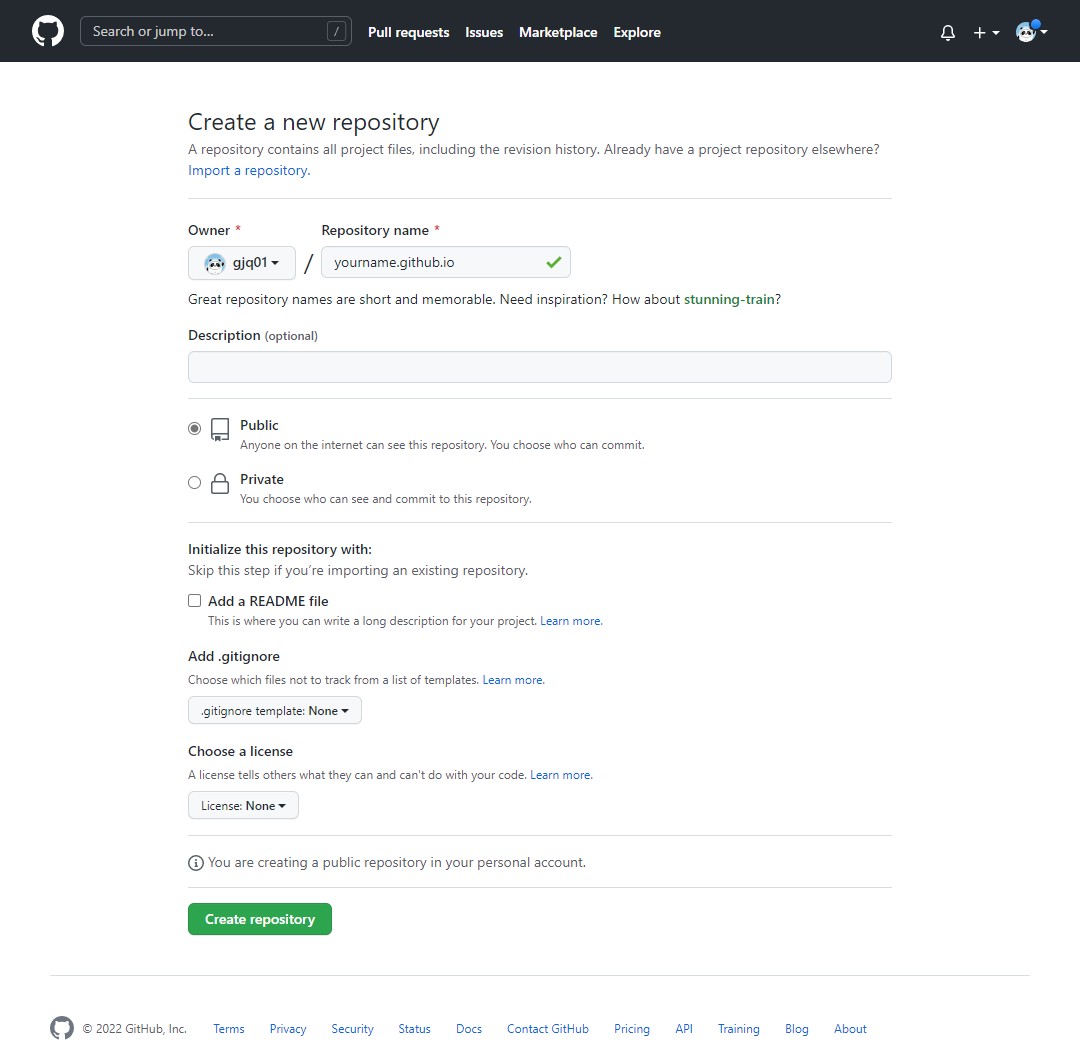 Search or jump to... / Pull requests Issues Marketplace Explore
Create a new repository
A repository contains all project files, including the revision history. Already have a project repository elsewhere?
Import a repository.
Owner * Repository name *
gjq01 / yourname.github.io
Great repository names are short and memorable. Need inspiration? How about stunning-train?
Description (optional)
Public
Anyone on the internet can see this repository. You choose who can commit.
Private
You choose who can see and commit to this repository.
Initialize this repository with:
Skip this step if you’re importing an existing repository.
Add a README file
This is where you can write a long description for your project. Learn more.
Add .gitignore
Choose which files not to track from a list of templates. Learn more.
.gitignore template: None
Choose a license
A license tells others what they can and can't do with your code. Learn more.
License: None
You are creating a public repository in your personal account.
Create repository
© 2022 GitHub, Inc. Terms Privacy Security Status Docs Contact GitHub Pricing API Training Blog About